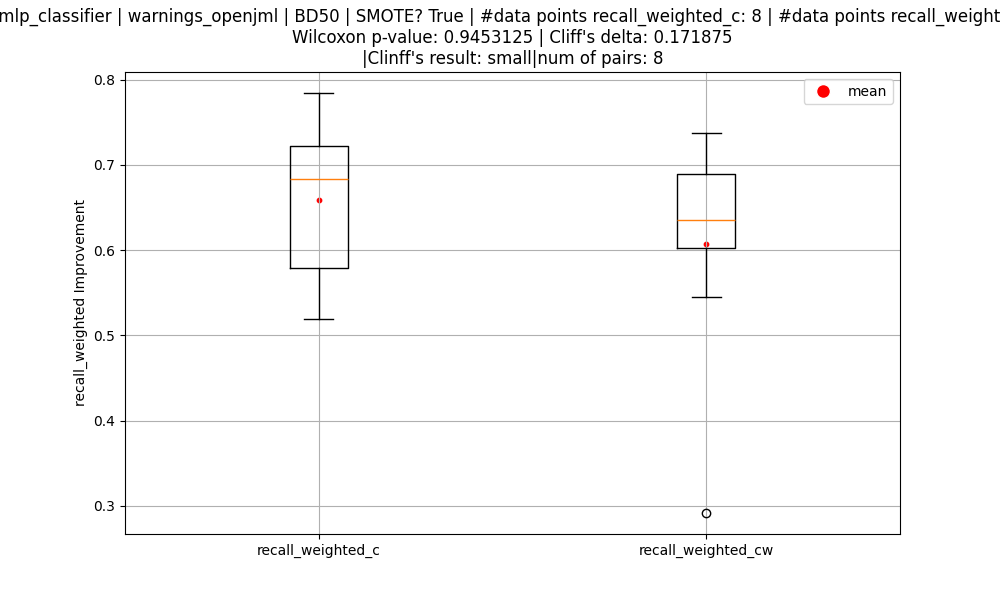 mlp_classifier | warnings_openjml | BD50 | SMOTE? True | #data points recall_weighted_c: 8 | #data points
Wilcoxon p-value: 0.9453125 | Cliff's delta: 0.171875
|Clinff's result: small|num of pairs: 8
mean
0.8
0.7
0.6
0.5
0.4
0.3
recall_weighted Improvement
recall_weighted_c
recall_weighted_cw